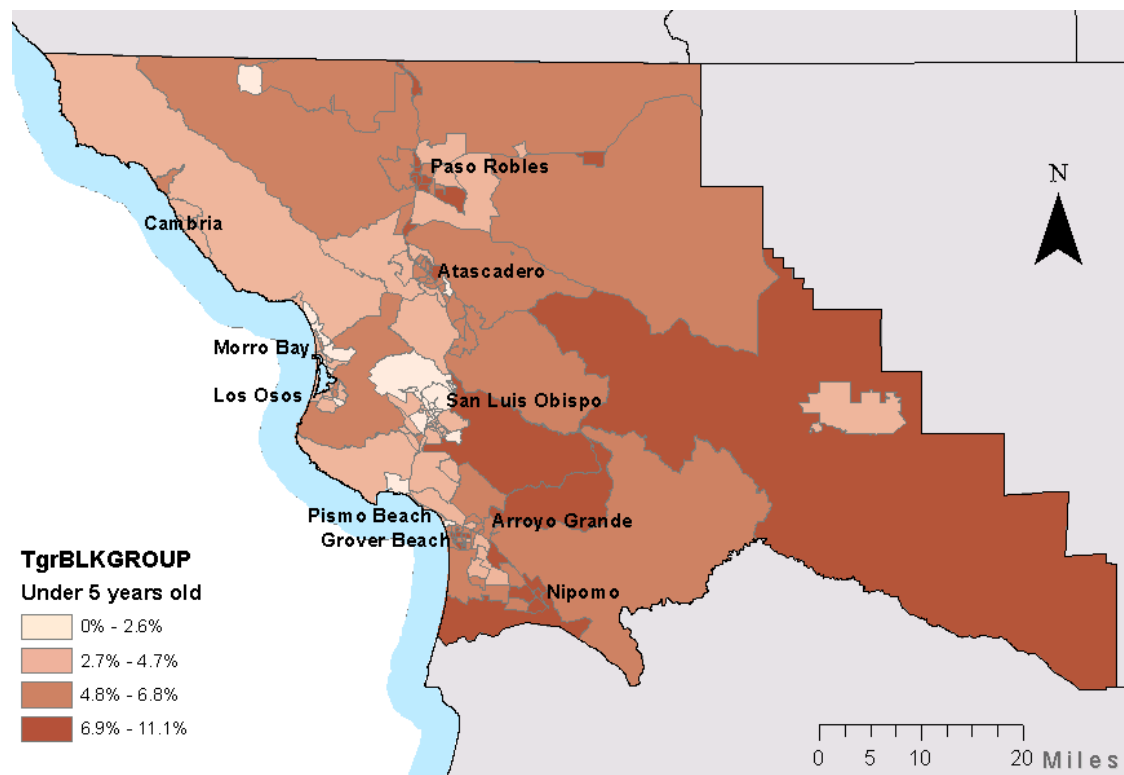 N
Paso Robles
Cambria
Atascadero
Morro Bay
Los Osos
San Luis Obispo
Pismo Beach
Arroyo Grande
Grover Beach
Nipomo
TgrBLKGROUP
Under 5 years old
0% - 2.6%
2.7% - 4.7%
4.8% - 6.8%
6.9% - 11.1%
0 5 10 20 Miles